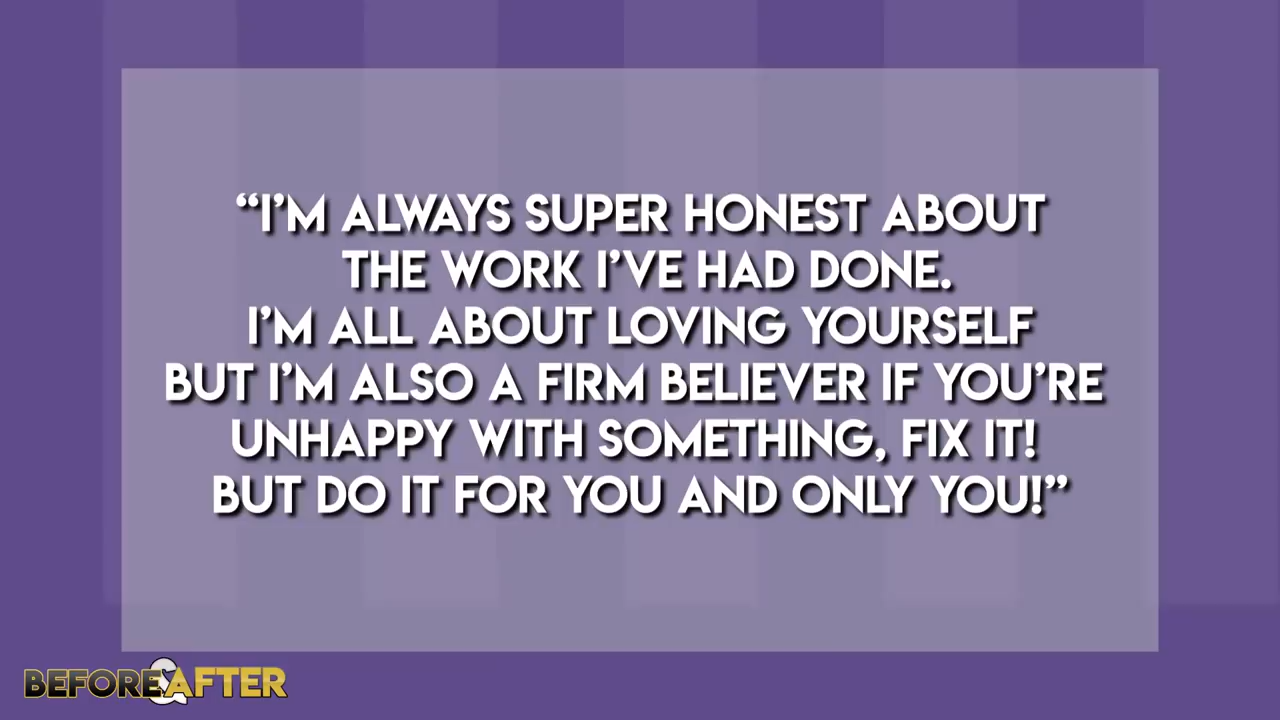 “I’M ALWAYS SUPER HONEST ABOUT
THE WORK I’VE HAD DONE.
I’M ALL ABOUT LOVING YOURSELF
BUT I’M ALSO A FIRM BELIEVER IF YOU’RE
UNHAPPY WITH SOMETHING, FIX IT!
BUT DO IT FOR YOU AND ONLY YOU!”
BEFORE & AFTER